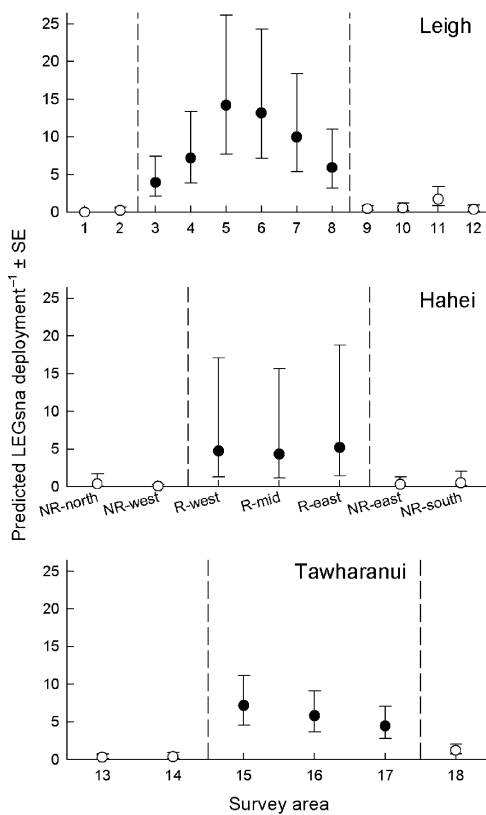 Predicted LEGsna deployment⁻¹ ± SE
Leigh
25
20
15
10
5
0
1 2 3 4 5 6 7 8 9 10 11 12
Hahei
25
20
15
10
5
0
NR-north NR-west R-west R-mid R-east NR-east NR-south
Tawharanui
25
20
15
10
5
0
13 14 15 16 17 18
Survey area